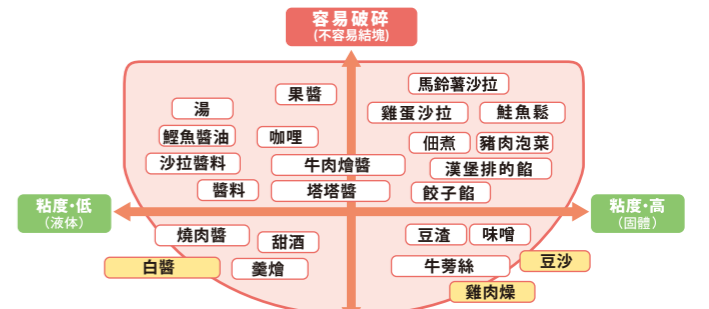 容易破碎
(不容易結塊)
馬鈴薯沙拉
果醬
湯
雞蛋沙拉
鮭魚鬆
鰹魚醬油
咖哩
佃煮
豬肉泡菜
沙拉醬料
牛肉燴醬
漢堡排的餡
醬料
塔塔醬
餃子餡
粘度·低
(液体)
粘度·高
(固體)
燒肉醬
甜酒
豆渣
味噌
白醬
羹燴
牛蒡絲
豆沙
雞肉燥